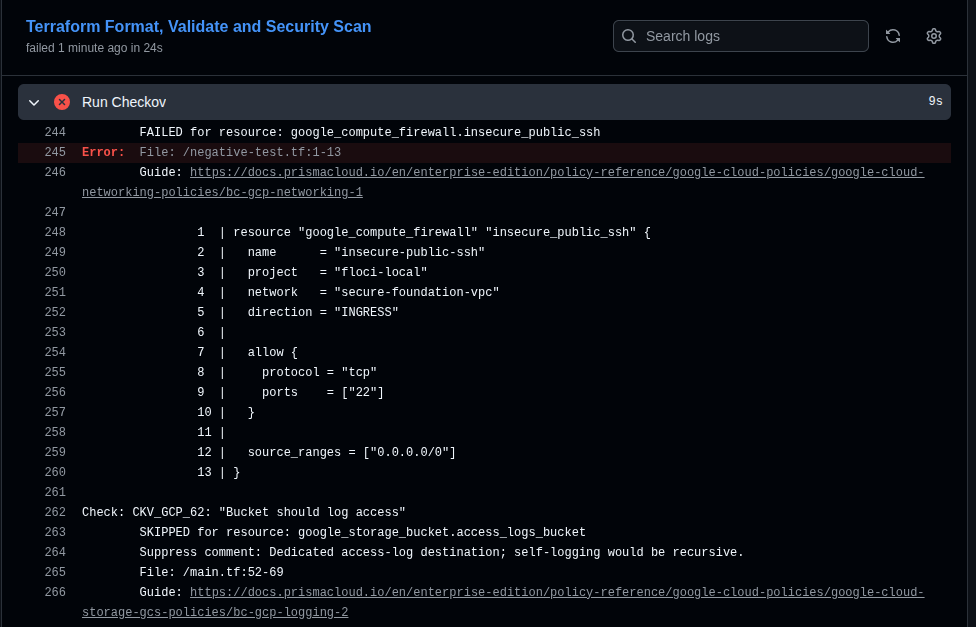 Terraform Format, Validate and Security Scan
failed 1 minute ago in 24s
Search logs
Run Checkov
9s
244 FAILED for resource: google_compute_firewall.insecure_public_ssh
245 Error: File: /negative-test.tf:1-13
246 Guide: https://docs.prismacloud.io/en/enterprise-edition/policy-reference/google-cloud-policies/google-cloud-
networking-policies/bc-gcp-networking-1
247
248 1 | resource "google_compute_firewall" "insecure_public_ssh" {
249 2 | name = "insecure-public-ssh"
250 3 | project = "floci-local"
251 4 | network = "secure-foundation-vpc"
252 5 | direction = "INGRESS"
253 6 |
254 7 | allow {
255 8 | protocol = "tcp"
256 9 | ports = ["22"]
257 10 | }
258 11 |
259 12 | source_ranges = ["0.0.0.0/0"]
260 13 | }
261
262 Check: CKV_GCP_62: "Bucket should log access"
263 SKIPPED for resource: google_storage_bucket.access_logs_bucket
264 Suppress comment: Dedicated access-log destination; self-logging would be recursive.
265 File: /main.tf:52-69
266 Guide: https://docs.prismacloud.io/en/enterprise-edition/policy-reference/google-cloud-policies/google-cloud-
storage-gcs-policies/bc-gcp-logging-2